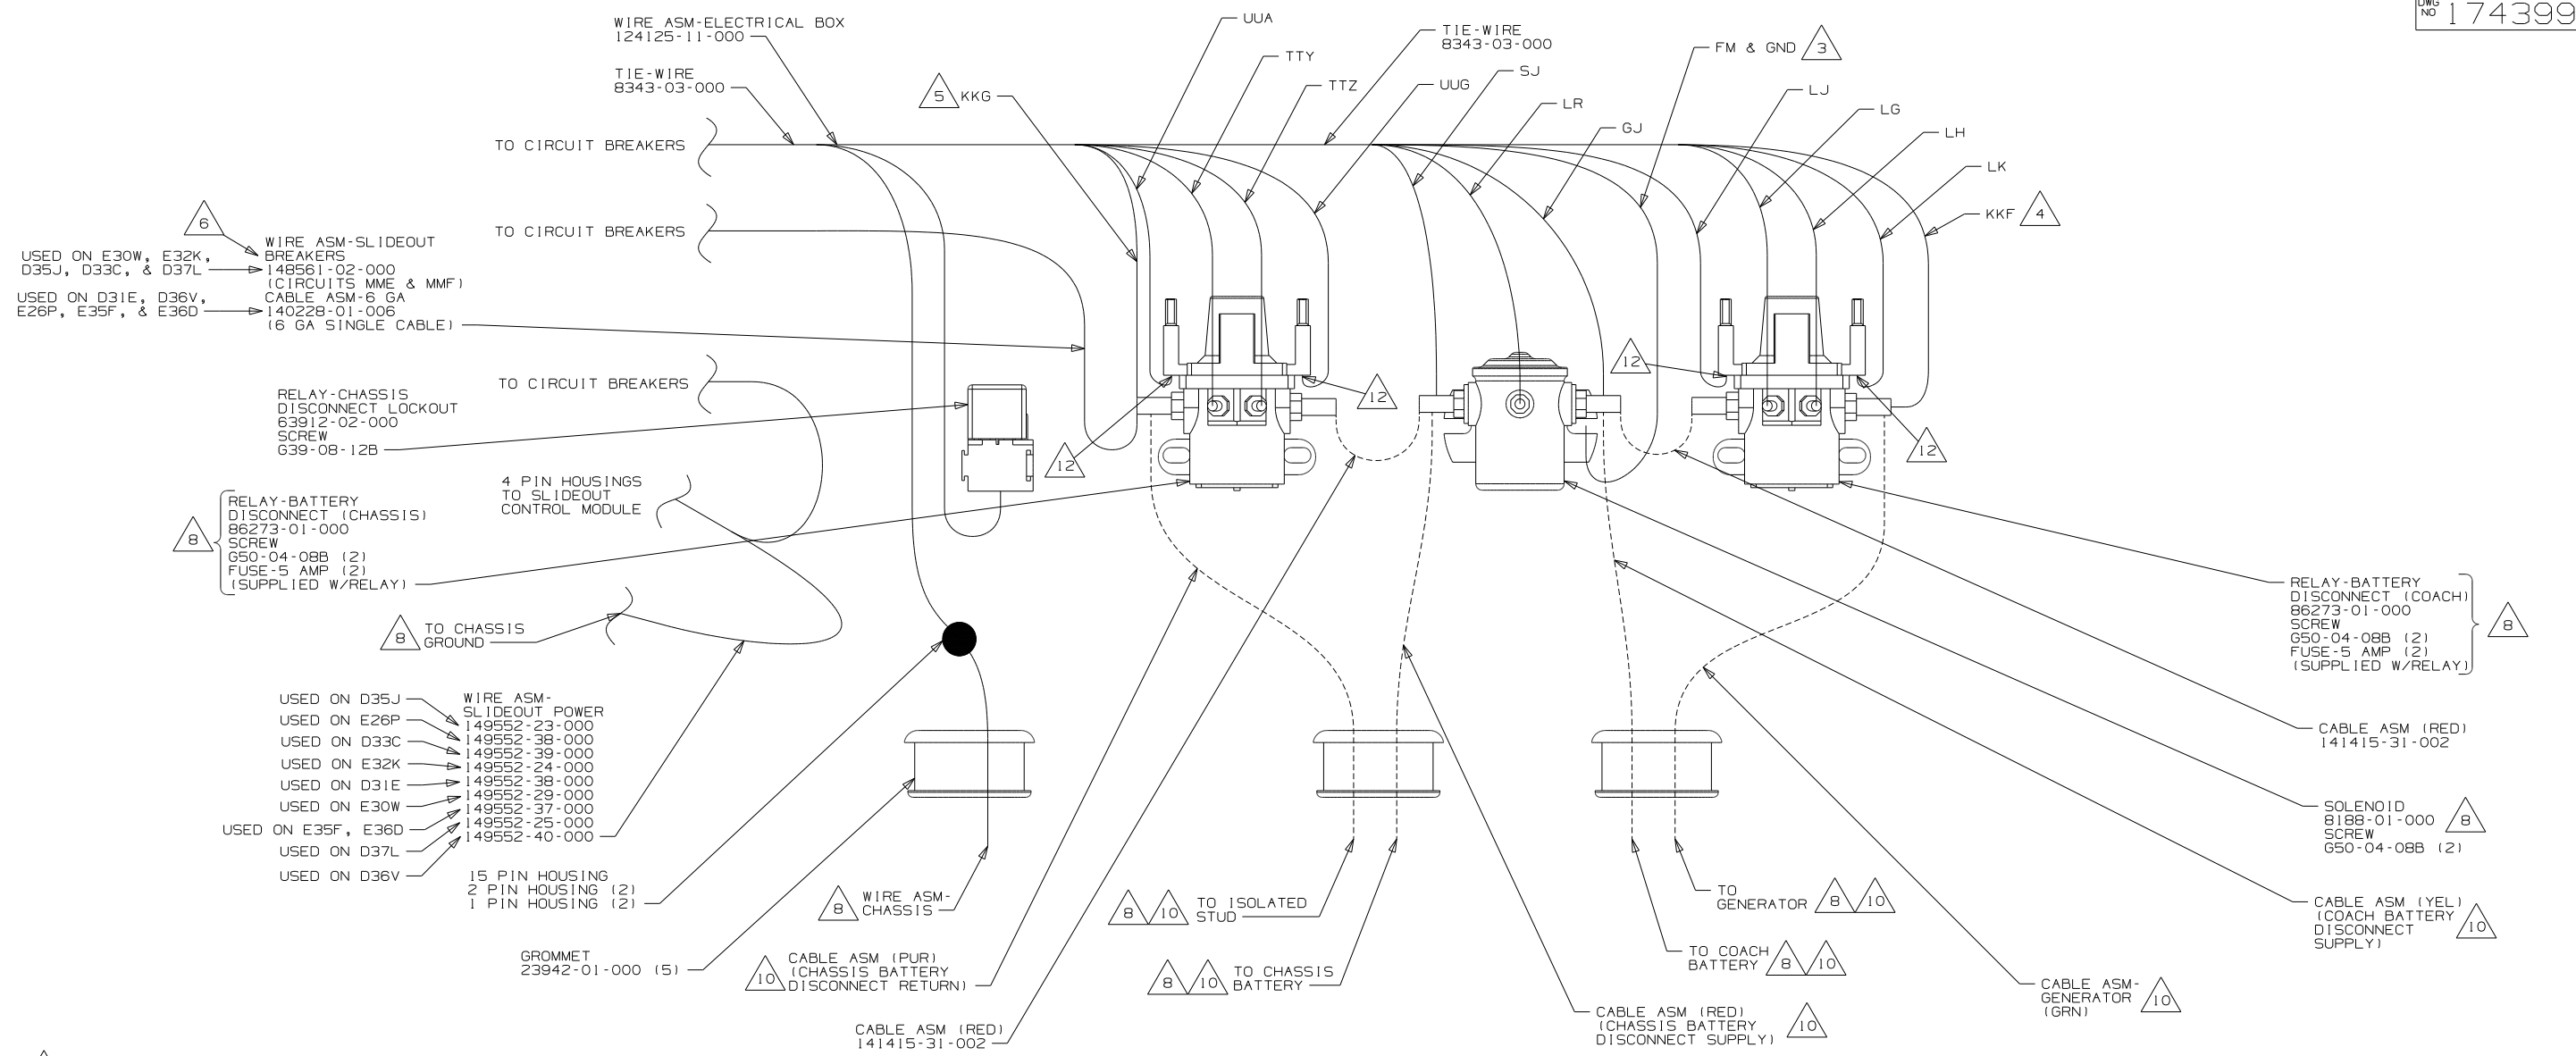 DWG
NO 174399
WIRE ASM-ELECTRICAL BOX
124125-11-000
TIE-WIRE
8343-03-000
5 KKG
UUA
TTY
TTZ
TIE-WIRE
8343-03-000
UUG
SJ
LR
GJ
FM & GND 3
LJ
LG
LH
LK
KKF 4
TO CIRCUIT BREAKERS
TO CIRCUIT BREAKERS
TO CIRCUIT BREAKERS
6
USED ON E30W, E32K,
D35J, D33C, & D37L
USED ON D31E, D36V,
E26P, E35F, & E36D
WIRE ASM-SLIDEOUT
BREAKERS
148561-02-000
(CIRCUITS MME & MMF)
CABLE ASM-6 GA
140228-01-006
(6 GA SINGLE CABLE)
RELAY-CHASSIS
DISCONNECT LOCKOUT
63912-02-000
SCREW
G39-08-12B
4 PIN HOUSINGS
TO SLIDEOUT
CONTROL MODULE
12
12
12
12
8
RELAY-BATTERY
DISCONNECT (CHASSIS)
86273-01-000
SCREW
G50-04-08B (2)
FUSE-5 AMP (2)
(SUPPLIED W/RELAY)
8 TO CHASSIS
GROUND
RELAY-BATTERY
DISCONNECT (COACH)
86273-01-000
SCREW
G50-04-08B (2)
FUSE-5 AMP (2)
(SUPPLIED W/RELAY)
8
USED ON D35J
USED ON E26P
USED ON D33C
USED ON E32K
USED ON D31E
USED ON E30W
USED ON E35F, E36D
USED ON D37L
USED ON D36V
WIRE ASM-
SLIDEOUT POWER
149552-23-000
149552-38-000
149552-39-000
149552-24-000
149552-38-000
149552-29-000
149552-37-000
149552-25-000
149552-40-000
15 PIN HOUSING
2 PIN HOUSING (2)
1 PIN HOUSING (2)
GROMMET
23942-01-000 (5)
8 WIRE ASM-
CHASSIS
10 CABLE ASM (PUR)
(CHASSIS BATTERY
DISCONNECT RETURN)
CABLE ASM (RED)
141415-31-002
8 10 TO ISOLATED
STUD
8 10 TO CHASSIS
BATTERY
CABLE ASM (RED)
(CHASSIS BATTERY
DISCONNECT SUPPLY) 10
TO
GENERATOR 8 10
TO COACH
BATTERY 8 10
CABLE ASM-
GENERATOR
(GRN) 10
CABLE ASM (RED)
141415-31-002
SOLENOID
8188-01-000 8
SCREW
G50-04-08B (2)
CABLE ASM (YEL)
(COACH BATTERY
DISCONNECT
SUPPLY) 10